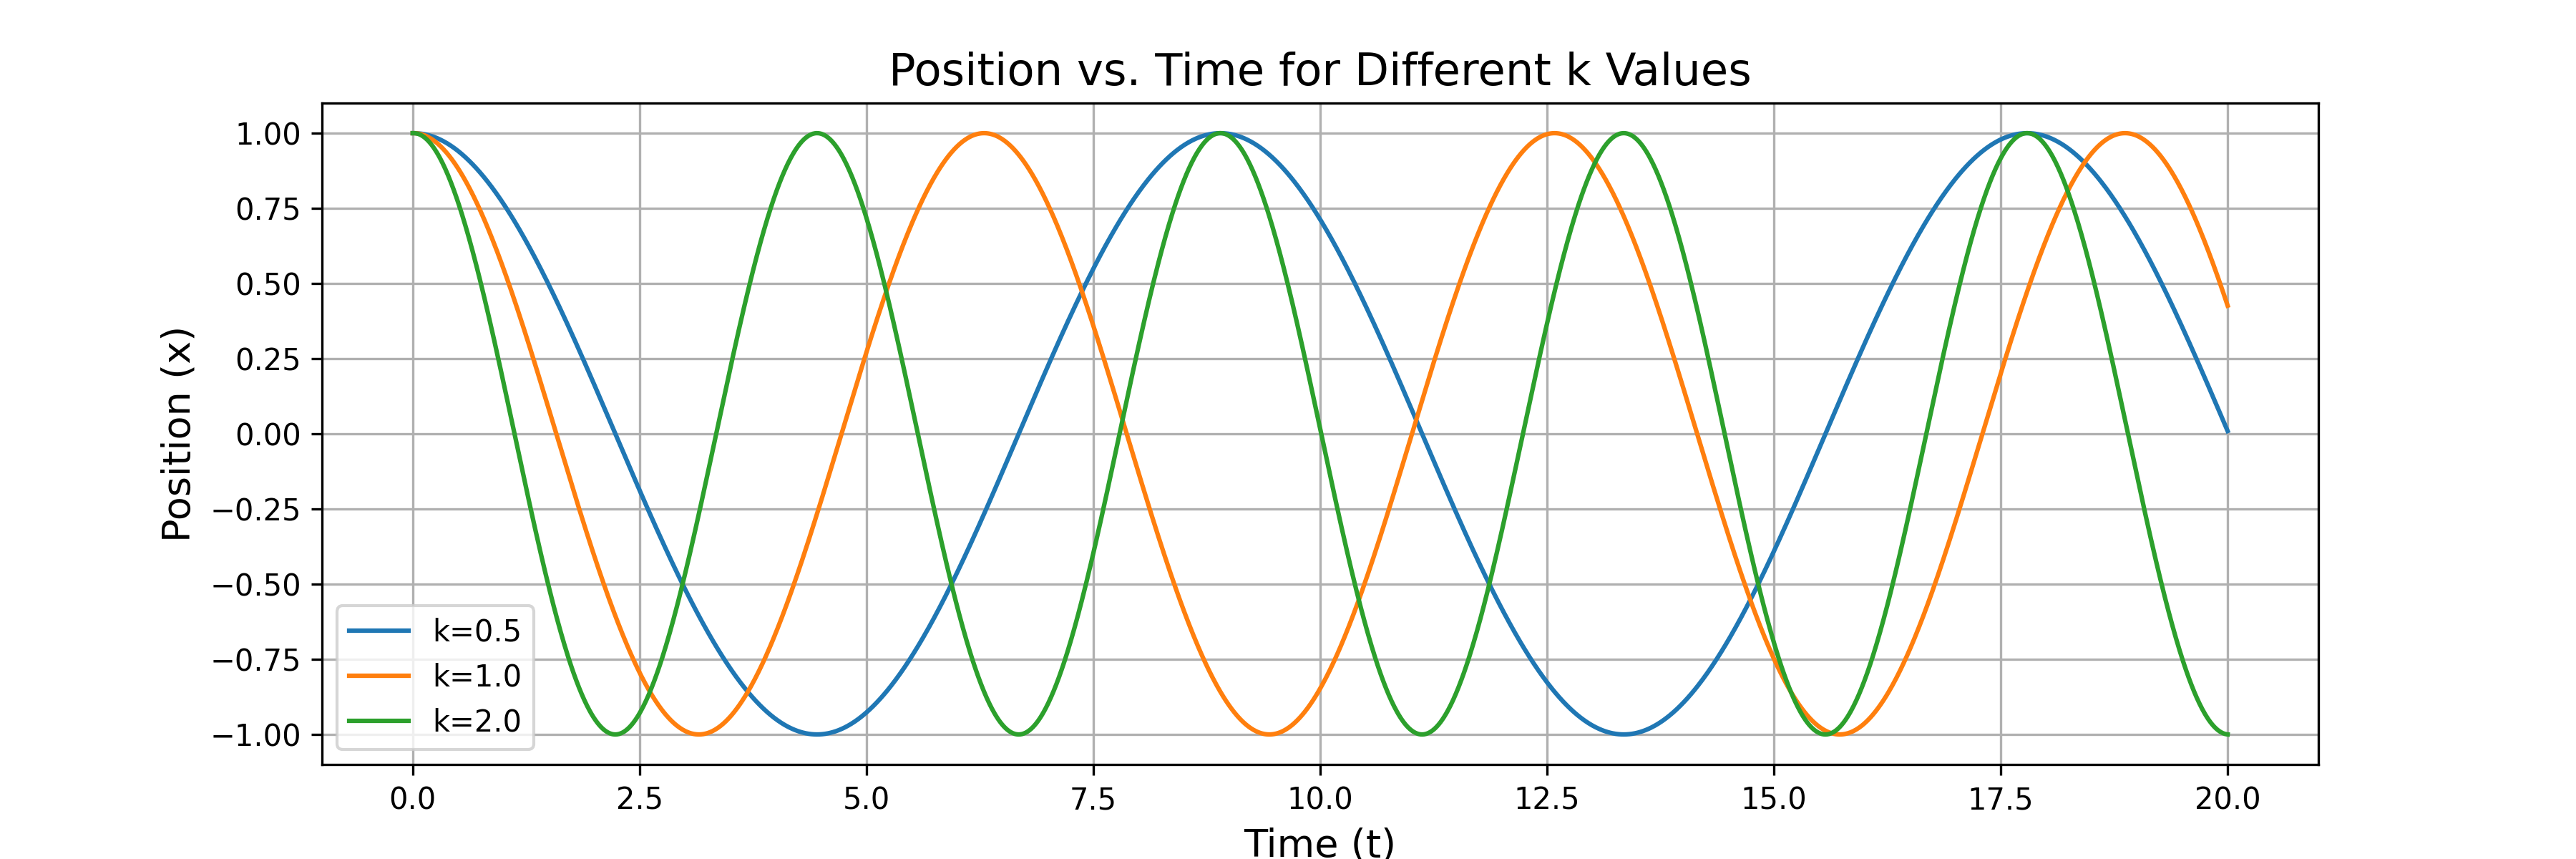 Position vs. Time for Different k Values
Position (x)
1.00
0.75
0.50
0.25
0.00
−0.25
−0.50
−0.75
−1.00
k=0.5
k=1.0
k=2.0
0.0 2.5 5.0 7.5 10.0 12.5 15.0 17.5 20.0
Time (t)